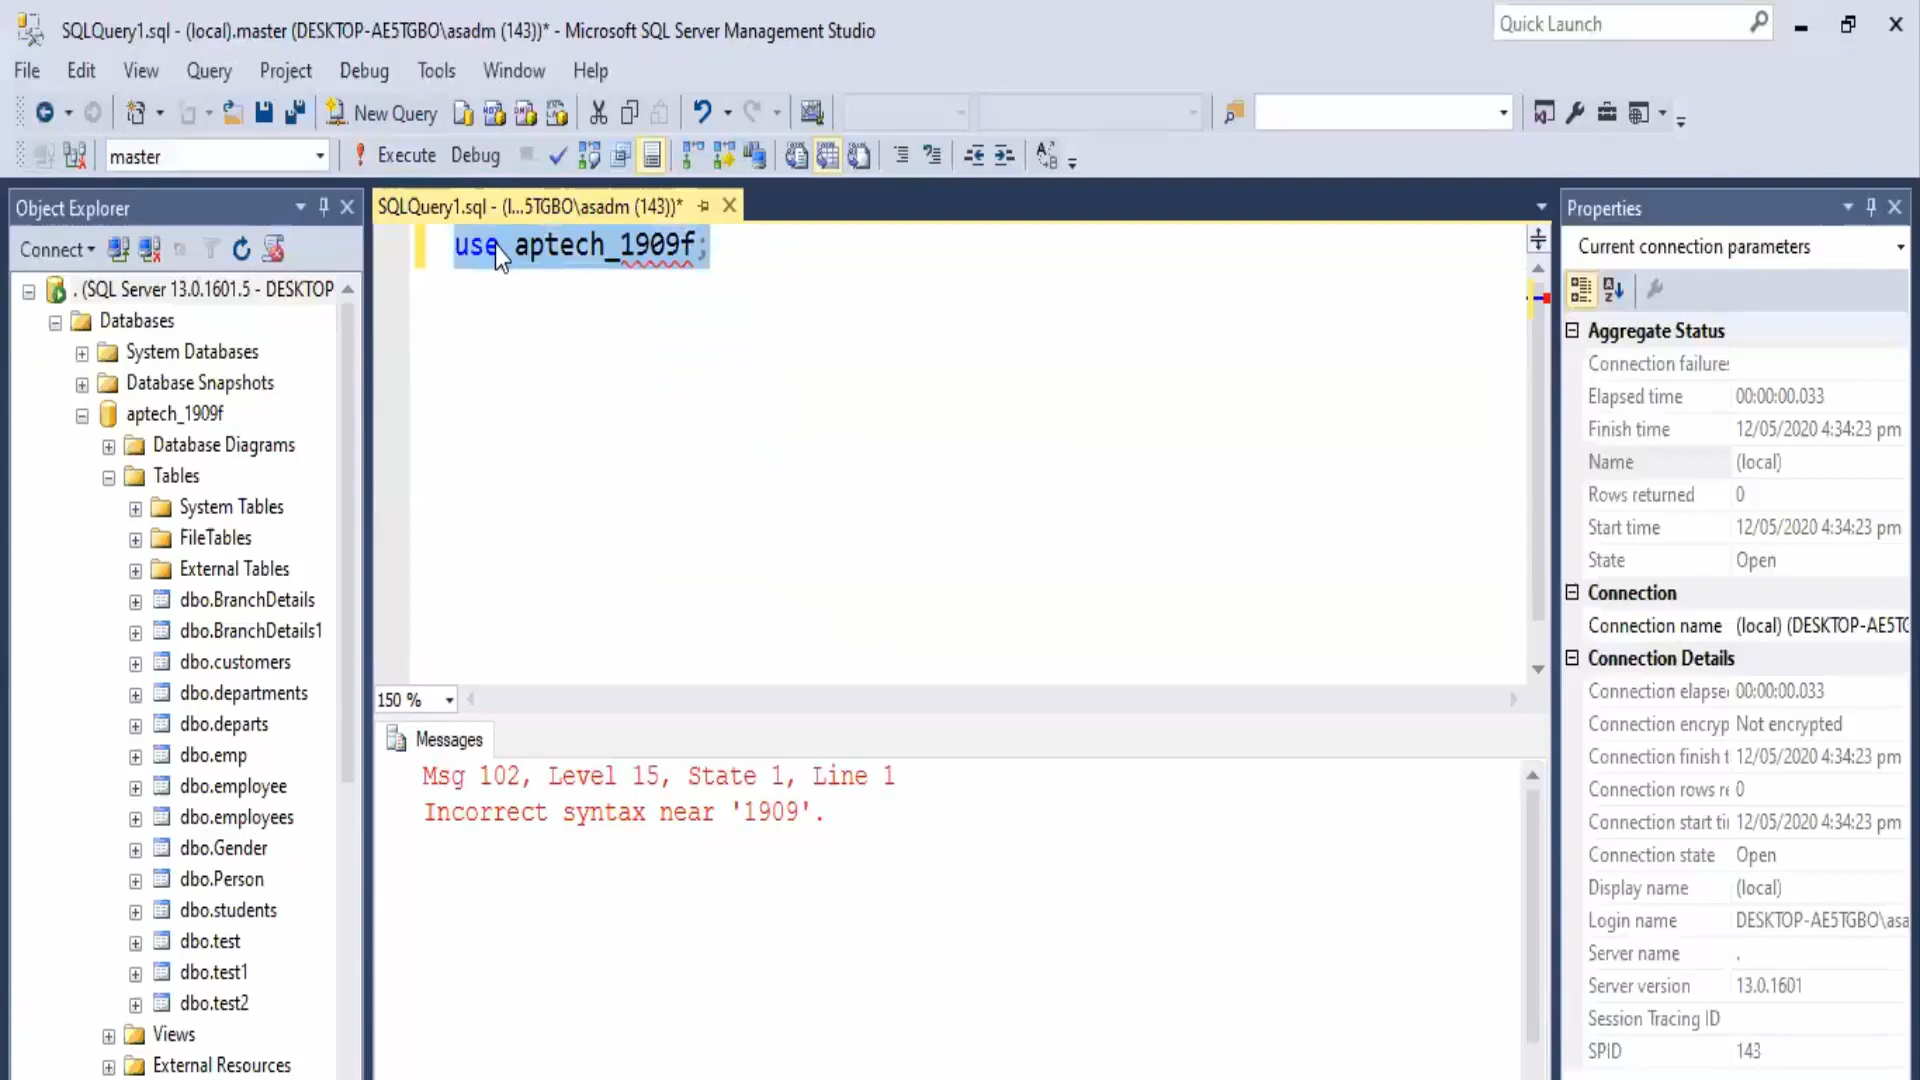 SQLQuery1.sql - (local).master (DESKTOP-AE5TGBO\asadm (143))* - Microsoft SQL Server Management Studio
Quick Launch
File Edit View Query Project Debug Tools Window Help
New Query
master
Execute Debug
Object Explorer
SQLQuery1.sql - (l...5TGBO\asadm (143))*
Properties
Connect
use aptech_1909f;
Current connection parameters
. (SQL Server 13.0.1601.5 - DESKTOP
Databases
System Databases
Database Snapshots
aptech_1909f
Database Diagrams
Tables
System Tables
FileTables
External Tables
dbo.BranchDetails
dbo.BranchDetails1
dbo.customers
dbo.departments
dbo.departs
dbo.emp
dbo.employee
dbo.employees
dbo.Gender
dbo.Person
dbo.students
dbo.test
dbo.test1
dbo.test2
Views
External Resources
150 %
Messages
Msg 102, Level 15, State 1, Line 1
Incorrect syntax near '1909'.
Aggregate Status
Connection failures
Elapsed time 00:00:00.033
Finish time 12/05/2020 4:34:23 pm
Name (local)
Rows returned 0
Start time 12/05/2020 4:34:23 pm
State Open
Connection
Connection name (local) (DESKTOP-AE5TG
Connection Details
Connection elapse 00:00:00.033
Connection encryp Not encrypted
Connection finish t 12/05/2020 4:34:23 pm
Connection rows re 0
Connection start ti 12/05/2020 4:34:23 pm
Connection state Open
Display name (local)
Login name DESKTOP-AE5TGBO\asa
Server name .
Server version 13.0.1601
Session Tracing ID
SPID 143